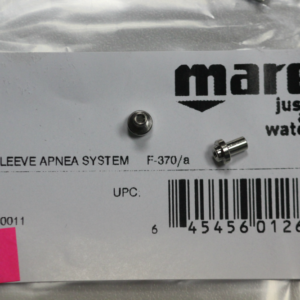 mare
jus
wate
LEEVE APNEA SYSTEM F-370/a
UPC.
0011
6 45456 0126